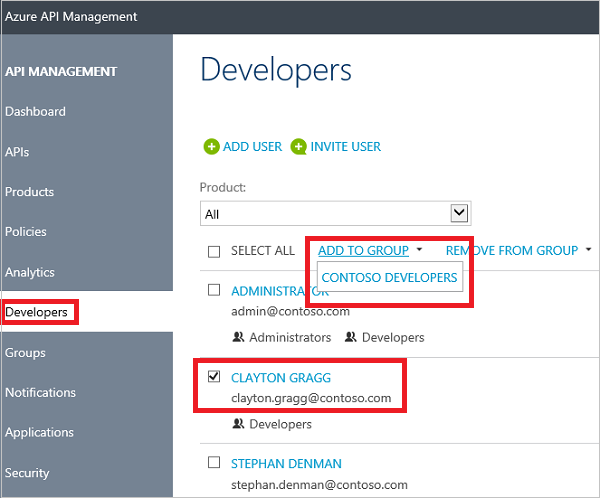 Azure API Management
API MANAGEMENT
Dashboard
APIs
Products
Policies
Analytics
Developers
Groups
Notifications
Applications
Security
Developers
ADD USER INVITE USER
Product:
All
SELECT ALL ADD TO GROUP REMOVE FROM GROUP
CONTOSO DEVELOPERS
ADMINISTRATOR
admin@contoso.com
Administrators Developers
CLAYTON GRAGG
clayton.gragg@contoso.com
Developers
STEPHAN DENMAN
stephan.denman@contoso.com